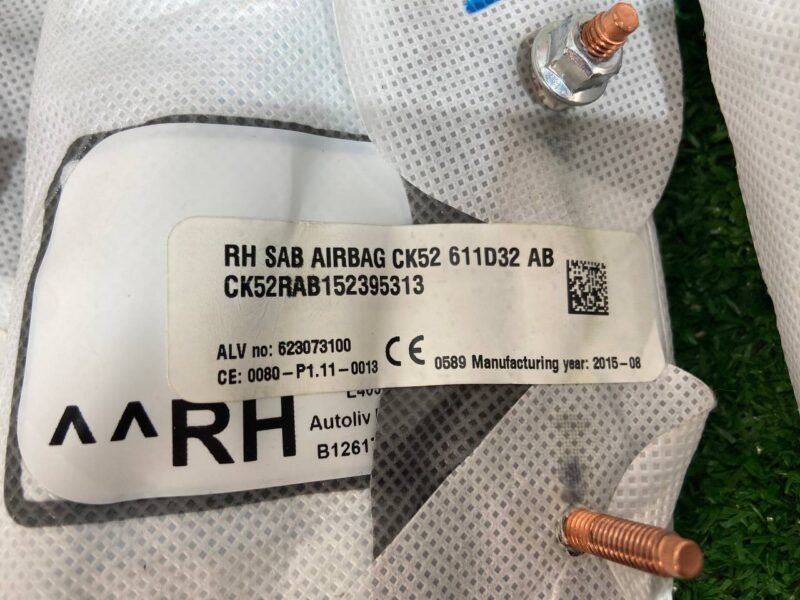 RH SAB AIRBAG CK52 611D32 AB
CK52RAB152395313
ALV no: 623073100
CE: 0080-P1.11-0013
CE 0589 Manufacturing year: 2015-08
^^RH
Autoliv